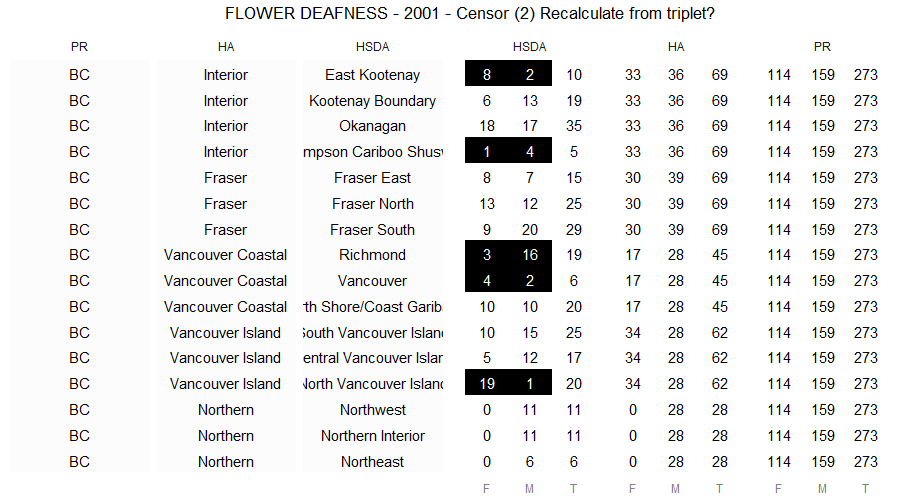 FLOWER DEAFNESS - 2001 - Censor (2) Recalculate from triplet?
PR HA HSDA HSDA HA PR
BC Interior East Kootenay 8 2 10 33 36 69 114 159 273
BC Interior Kootenay Boundary 6 13 19 33 36 69 114 159 273
BC Interior Okanagan 18 17 35 33 36 69 114 159 273
BC Interior mpson Cariboo Shusw 1 4 5 33 36 69 114 159 273
BC Fraser Fraser East 8 7 15 30 39 69 114 159 273
BC Fraser Fraser North 13 12 25 30 39 69 114 159 273
BC Fraser Fraser South 9 20 29 30 39 69 114 159 273
BC Vancouver Coastal Richmond 3 16 19 17 28 45 114 159 273
BC Vancouver Coastal Vancouver 4 2 6 17 28 45 114 159 273
BC Vancouver Coastal rth Shore/Coast Garib 10 10 20 17 28 45 114 159 273
BC Vancouver Island South Vancouver Island 10 15 25 34 28 62 114 159 273
BC Vancouver Island entral Vancouver Islan 5 12 17 34 28 62 114 159 273
BC Vancouver Island North Vancouver Island 19 1 20 34 28 62 114 159 273
BC Northern Northwest 0 11 11 0 28 28 114 159 273
BC Northern Northern Interior 0 11 11 0 28 28 114 159 273
BC Northern Northeast 0 6 6 0 28 28 114 159 273
F M T F M T F M T